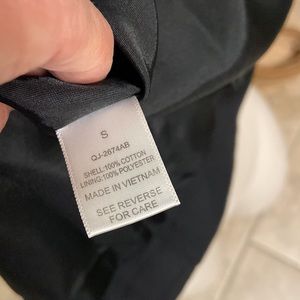 S
QJ-2674AB
SHELL:100% COTTON
LINING:100% POLYESTER
MADE IN VIETNAM
SEE REVERSE
FOR CARE